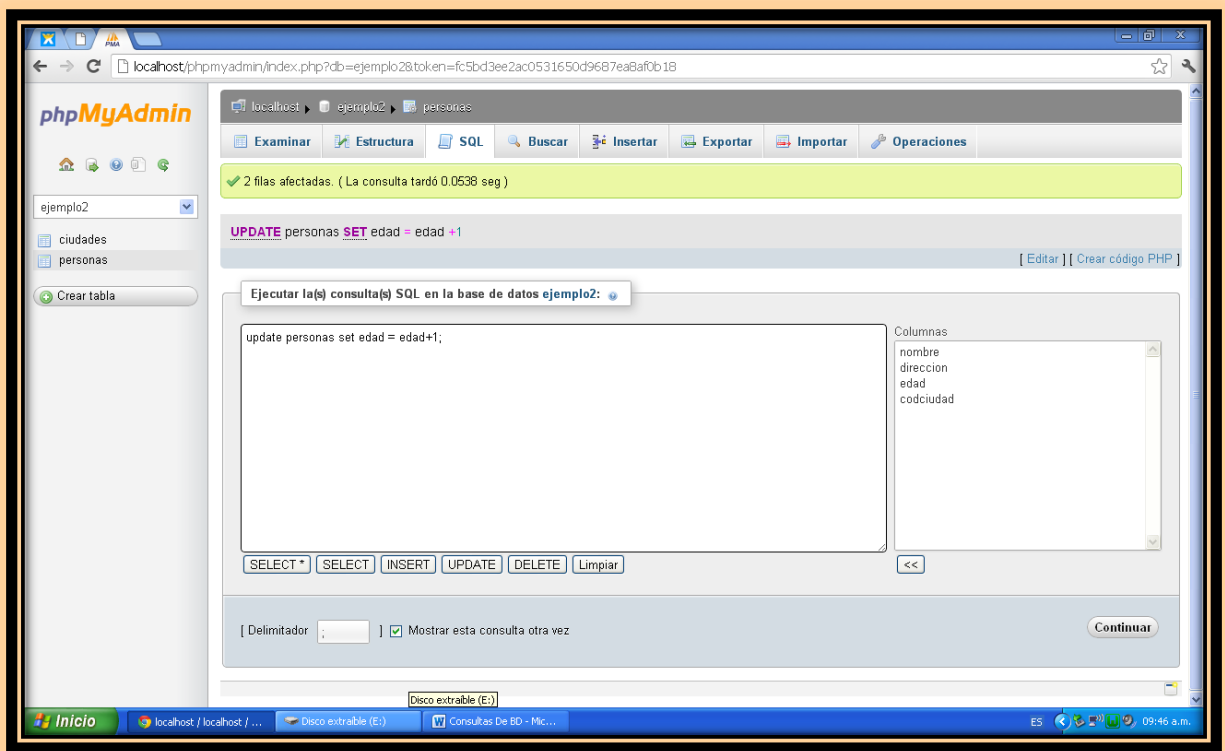 PMA
localhost/phpmyadmin/index.php?db=ejemplo2&token=fc5bd3ee2ac0531650d9687ea8af0b18
phpMyAdmin
localhost ▸ ejemplo2 ▸ personas
Examinar Estructura SQL Buscar Insertar Exportar Importar Operaciones
2 filas afectadas. ( La consulta tardó 0.0538 seg )
ejemplo2
ciudades
personas
Crear tabla
UPDATE personas SET edad = edad +1
[ Editar ] [ Crear código PHP ]
Ejecutar la(s) consulta(s) SQL en la base de datos ejemplo2:
update personas set edad = edad+1;
Columnas
nombre
direccion
edad
codciudad
SELECT * SELECT INSERT UPDATE DELETE Limpiar
<<
[ Delimitador ; ] Mostrar esta consulta otra vez
Continuar
Disco extraíble (E:)
Inicio localhost / localhost / ... Disco extraíble (E:) Consultas De BD - Mic... ES 09:46 a.m.